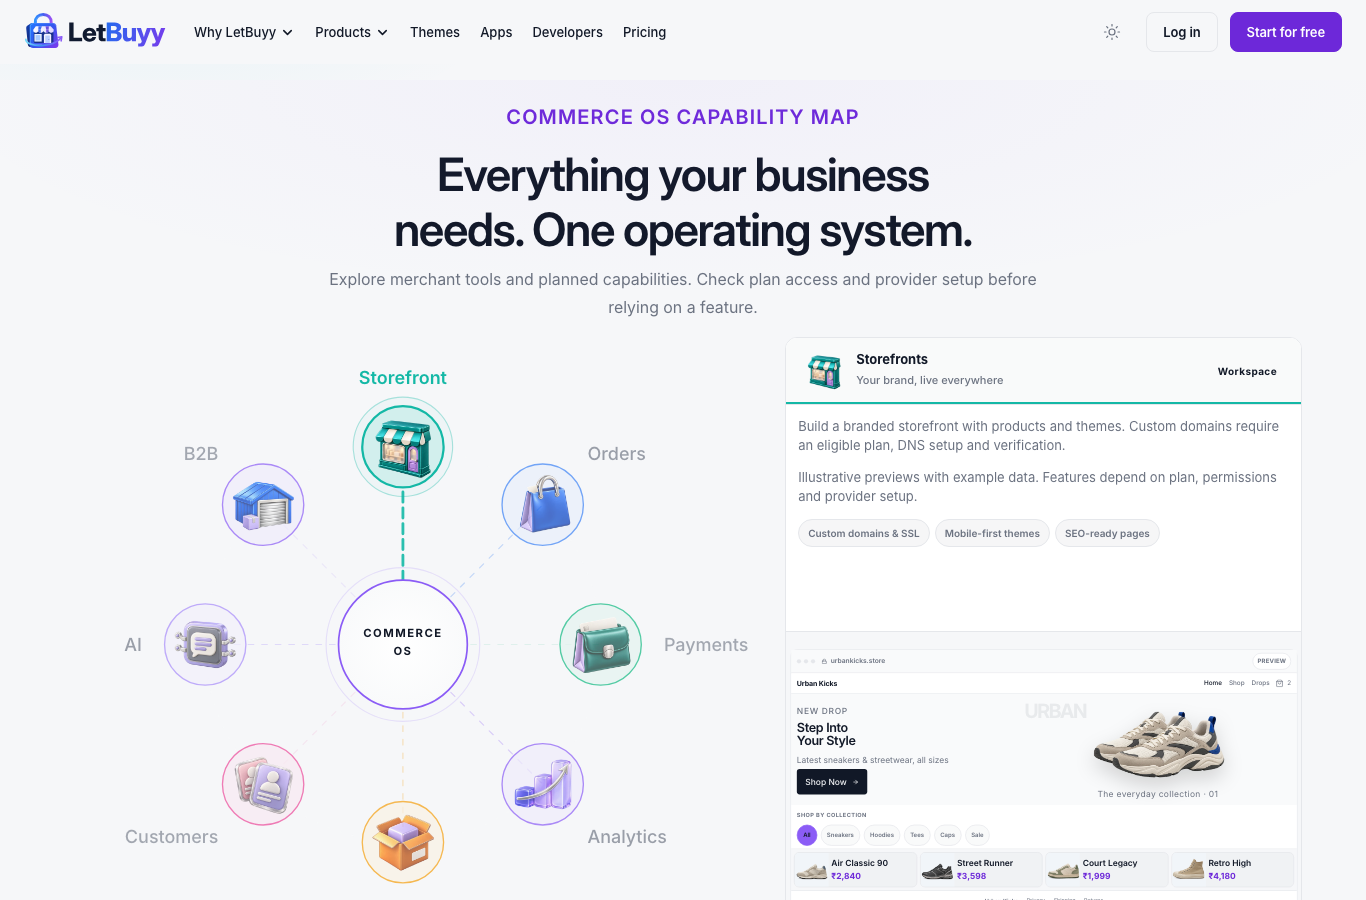 LetBuyy
Why LetBuyy
Products
Themes
Apps
Developers
Pricing
Log in
Start for free
COMMERCE OS CAPABILITY MAP
Everything your business
needs. One operating system.
Explore merchant tools and planned capabilities. Check plan access and provider setup before
relying on a feature.
Storefront
B2B
Orders
AI
COMMERCE
OS
Payments
Customers
Analytics
Storefronts
Your brand, live everywhere
Workspace
Build a branded storefront with products and themes. Custom domains require
an eligible plan, DNS setup and verification.
Illustrative previews with example data. Features depend on plan, permissions
and provider setup.
Custom domains & SSL
Mobile-first themes
SEO-ready pages
urbankicks.store
PREVIEW
Urban Kicks
Home
Shop
Drops
2
NEW DROP
URBAN
Step Into
Your Style
Latest sneakers & streetwear, all sizes
Shop Now →
The everyday collection · 01
SHOP BY COLLECTION
All
Sneakers
Hoodies
Tees
Caps
Sale
Air Classic 90
₹2,840
Street Runner
₹3,598
Court Legacy
₹1,999
Retro High
₹4,180